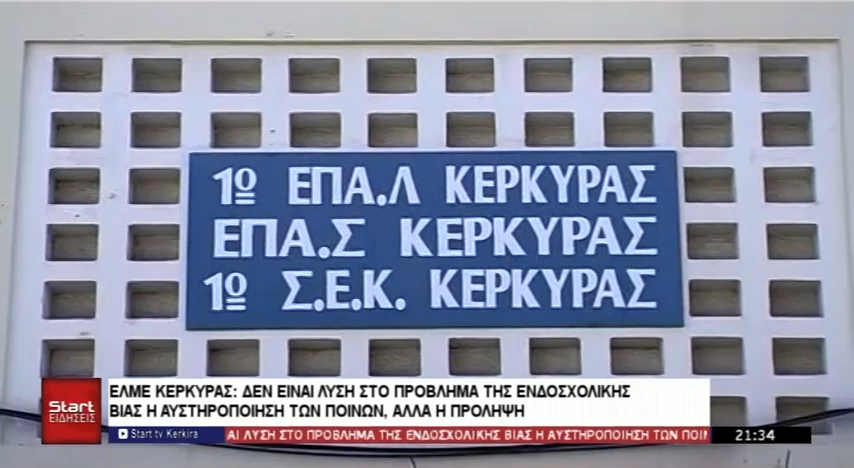 1º ΕΠΑ.Λ ΚΕΡΚΥΡΑΣ
ΕΠΑ.Σ ΚΕΡΚΥΡΑΣ
1º Σ.Ε.Κ. ΚΕΡΚΥΡΑΣ
Start
ΕΙΔΗΣΕΙΣ
ΕΛΜΕ ΚΕΡΚΥΡΑΣ: ΔΕΝ ΕΙΝΑΙ ΛΥΣΗ ΣΤΟ ΠΡΟΒΛΗΜΑ ΤΗΣ ΕΝΔΟΣΧΟΛΙΚΗΣ
ΒΙΑΣ Η ΑΥΣΤΗΡΟΠΟΙΗΣΗ ΤΩΝ ΠΟΙΝΩΝ, ΑΛΛΑ Η ΠΡΟΛΗΨΗ
Start tv Kerkira ΑΙ ΛΥΣΗ ΣΤΟ ΠΡΟΒΛΗΜΑ ΤΗΣ ΕΝΔΟΣΧΟΛΙΚΗΣ ΒΙΑΣ Η ΑΥΣΤΗΡΟΠΟΙΗΣΗ ΤΩΝ ΠΟΙΝ 21:34